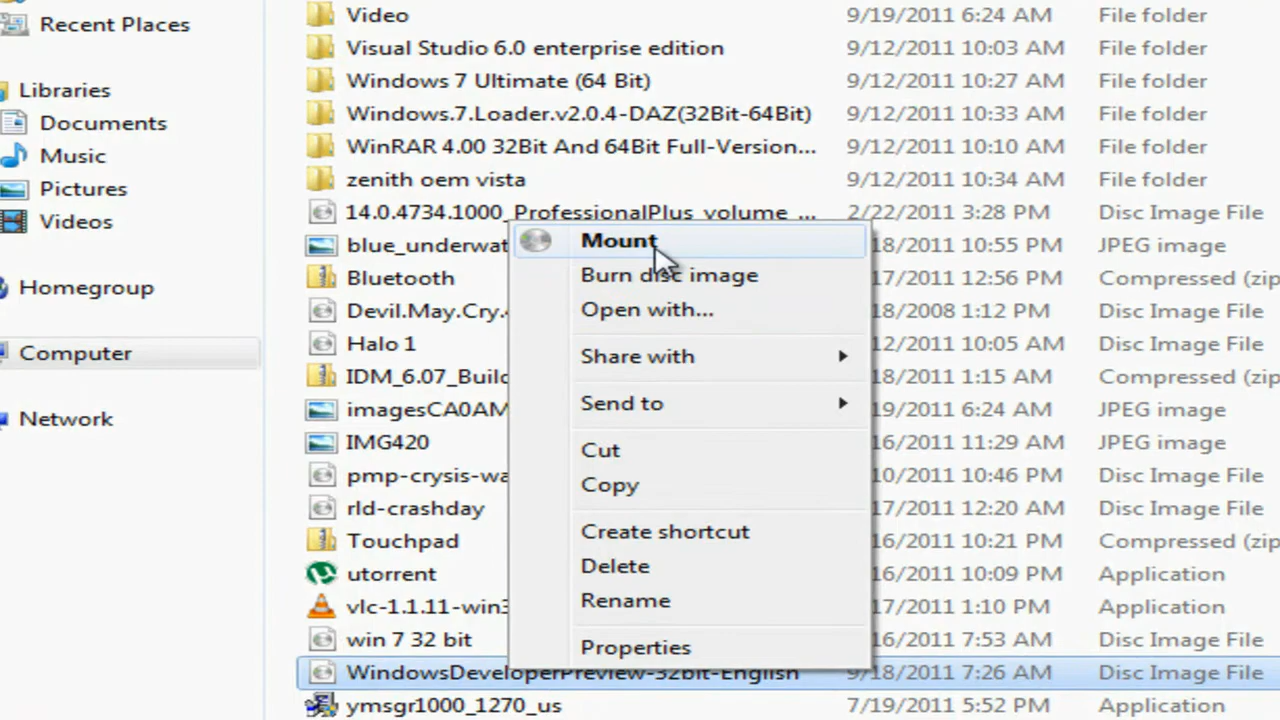 Recent Places
Libraries
Documents
Music
Pictures
Videos
Homegroup
Computer
Network
Video 9/19/2011 6:24 AM File folder
Visual Studio 6.0 enterprise edition 9/12/2011 10:03 AM File folder
Windows 7 Ultimate (64 Bit) 9/12/2011 10:27 AM File folder
Windows.7.Loader.v2.0.4-DAZ(32Bit-64Bit) 9/12/2011 10:33 AM File folder
WinRAR 4.00 32Bit And 64Bit Full-Version... 9/12/2011 10:10 AM File folder
zenith oem vista 9/12/2011 10:34 AM File folder
14.0.4734.1000_ProfessionalPlus_volume_... 2/22/2011 3:28 PM Disc Image File
blue_underwat 18/2011 10:55 PM JPEG image
Bluetooth 17/2011 12:56 PM Compressed (zip
Devil.May.Cry. 18/2008 1:12 PM Disc Image File
Halo 1 12/2011 10:05 AM Disc Image File
IDM_6.07_Build 18/2011 1:15 AM Compressed (zip
imagesCA0AM 19/2011 6:24 AM JPEG image
IMG420 16/2011 11:29 AM JPEG image
pmp-crysis-wa 10/2011 10:46 PM Disc Image File
rld-crashday 17/2011 12:20 AM Disc Image File
Touchpad 16/2011 10:21 PM Compressed (zip
utorrent 16/2011 10:09 PM Application
vlc-1.1.11-win3 17/2011 1:10 PM Application
win 7 32 bit 16/2011 7:53 AM Disc Image File
WindowsDeveloperPreview-32bit-English 9/18/2011 7:26 AM Disc Image File
ymsgr1000_1270_us 7/19/2011 5:52 PM Application
Mount
Burn disc image
Open with...
Share with
Send to
Cut
Copy
Create shortcut
Delete
Rename
Properties